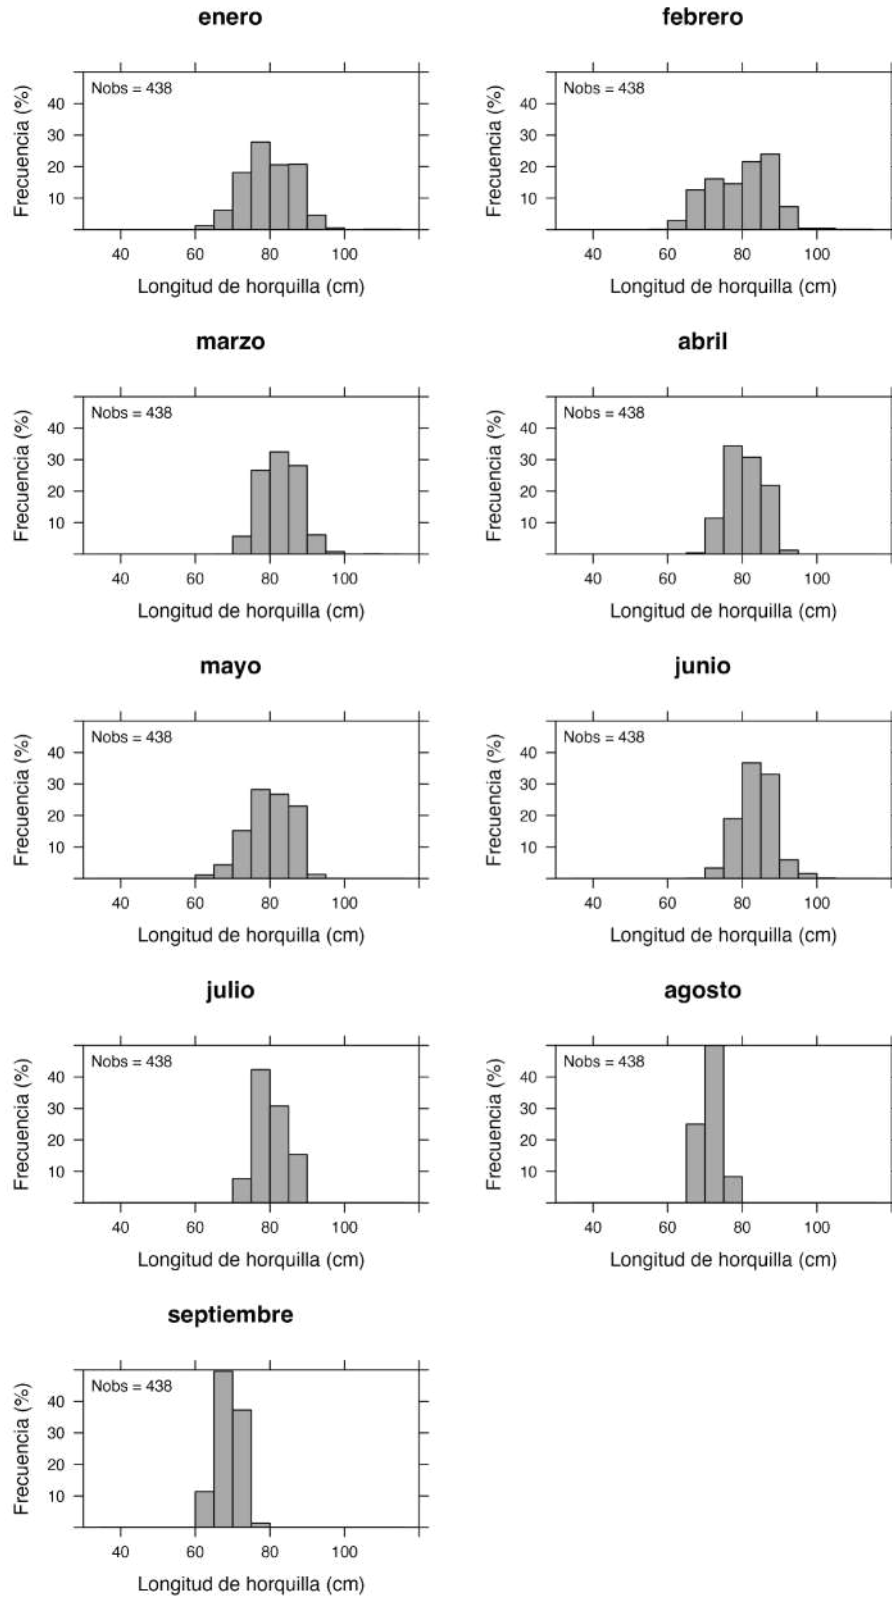 enero
Nobs = 438
Frecuencia (%)
40
30
20
10
40 60 80 100
Longitud de horquilla (cm)
febrero
Nobs = 438
Frecuencia (%)
40
30
20
10
40 60 80 100
Longitud de horquilla (cm)
marzo
Nobs = 438
Frecuencia (%)
40
30
20
10
40 60 80 100
Longitud de horquilla (cm)
abril
Nobs = 438
Frecuencia (%)
40
30
20
10
40 60 80 100
Longitud de horquilla (cm)
mayo
Nobs = 438
Frecuencia (%)
40
30
20
10
40 60 80 100
Longitud de horquilla (cm)
junio
Nobs = 438
Frecuencia (%)
40
30
20
10
40 60 80 100
Longitud de horquilla (cm)
julio
Nobs = 438
Frecuencia (%)
40
30
20
10
40 60 80 100
Longitud de horquilla (cm)
agosto
Nobs = 438
Frecuencia (%)
40
30
20
10
40 60 80 100
Longitud de horquilla (cm)
septiembre
Nobs = 438
Frecuencia (%)
40
30
20
10
40 60 80 100
Longitud de horquilla (cm)